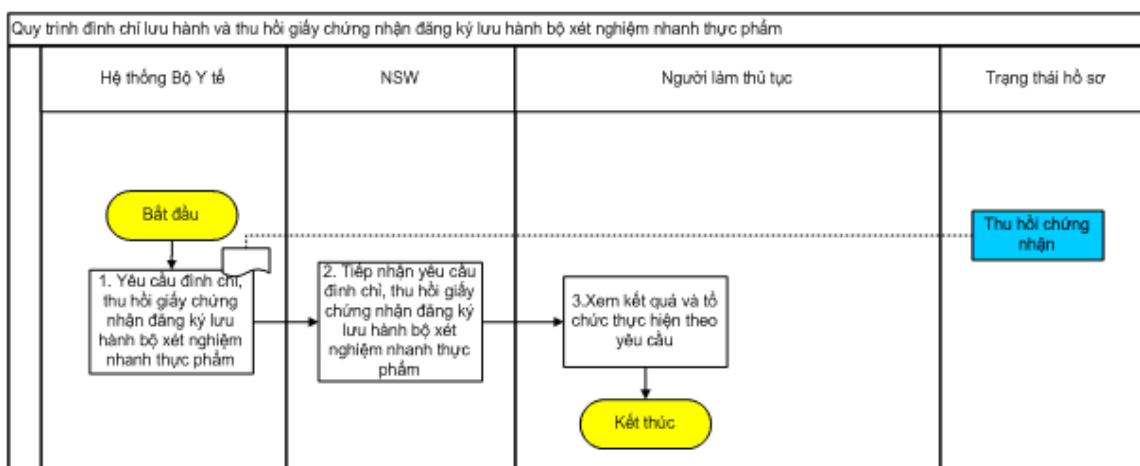 Quy trình đình chỉ lưu hành và thu hồi giấy chứng nhận đăng ký lưu hành bộ xét nghiệm nhanh thực phẩm
Hệ thống Bộ Y tế
NSW
Người làm thủ tục
Trạng thái hồ sơ
Bắt đầu
Thu hồi chứng
nhận
1. Yêu cầu đình chỉ,
thu hồi giấy chứng
nhận đăng ký lưu
hành bộ xét nghiệm
nhanh thực phẩm
2. Tiếp nhận yêu cầu
đình chỉ, thu hồi giấy
chứng nhận đăng ký
lưu hành bộ xét
nghiệm nhanh thực
phẩm
3.Xem kết quả và tổ
chức thực hiện theo
yêu cầu
Kết thúc